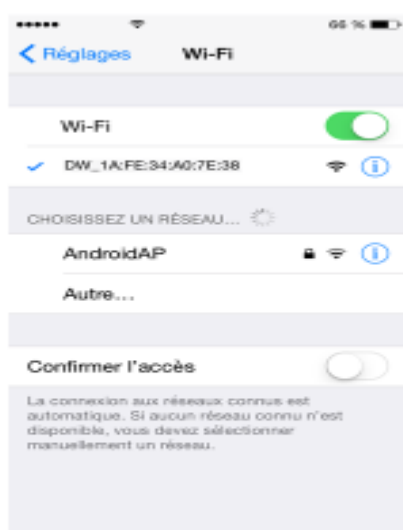 66 %
Réglages Wi-Fi
Wi-Fi
DW_1A:FE:34:A0:7E:38
CHOISISSEZ UN RÉSEAU...
AndroidAP
Autre...
Confirmer l'accès
La connexion aux réseaux connus est
automatique. Si aucun réseau connu n'est
disponible, vous devez sélectionner
manuellement un réseau.